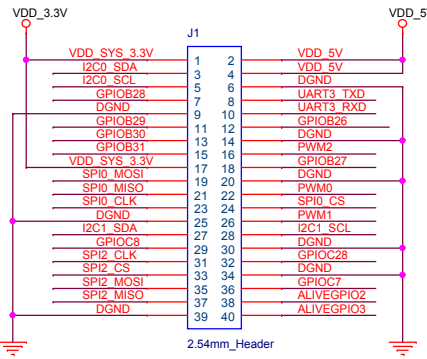 VDD_3.3V VDD_5
J1
VDD_SYS_3.3V 1 2 VDD_5V
I2C0_SDA 3 4 VDD_5V
I2C0_SCL 5 6 DGND
GPIOB28 7 8 UART3_TXD
DGND 9 10 UART3_RXD
GPIOB29 11 12 GPIOB26
GPIOB30 13 14 DGND
GPIOB31 15 16 PWM2
VDD_SYS_3.3V 17 18 GPIOB27
SPI0_MOSI 19 20 DGND
SPI0_MISO 21 22 PWM0
SPI0_CLK 23 24 SPI0_CS
DGND 25 26 PWM1
I2C1_SDA 27 28 I2C1_SCL
GPIOC8 29 30 DGND
SPI2_CLK 31 32 GPIOC28
SPI2_CS 33 34 DGND
SPI2_MOSI 35 36 GPIOC7
SPI2_MISO 37 38 ALIVEGPIO2
DGND 39 40 ALIVEGPIO3
2.54mm_Header